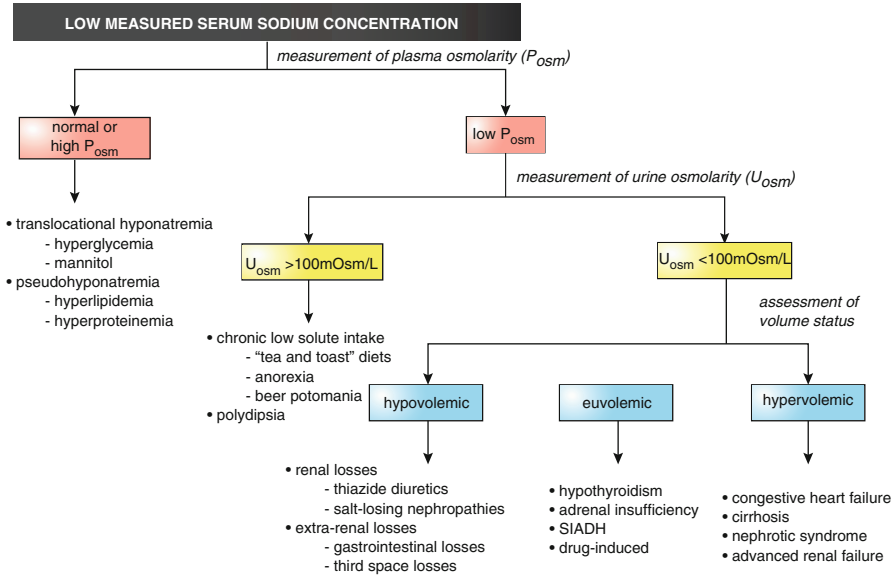 LOW MEASURED SERUM SODIUM CONCENTRATION
measurement of plasma osmolarity (Posm)
normal or
high Posm
low Posm
measurement of urine osmolarity (Uosm)
• translocational hyponatremia
- hyperglycemia
- mannitol
• pseudohyponatremia
- hyperlipidemia
- hyperproteinemia
Uosm >100mOsm/L
Uosm <100mOsm/L
assessment of
volume status
• chronic low solute intake
- “tea and toast” diets
- anorexia
- beer potomania
• polydipsia
hypovolemic
euvolemic
hypervolemic
• renal losses
- thiazide diuretics
- salt-losing nephropathies
• extra-renal losses
- gastrointestinal losses
- third space losses
• hypothyroidism
• adrenal insufficiency
• SIADH
• drug-induced
• congestive heart failure
• cirrhosis
• nephrotic syndrome
• advanced renal failure